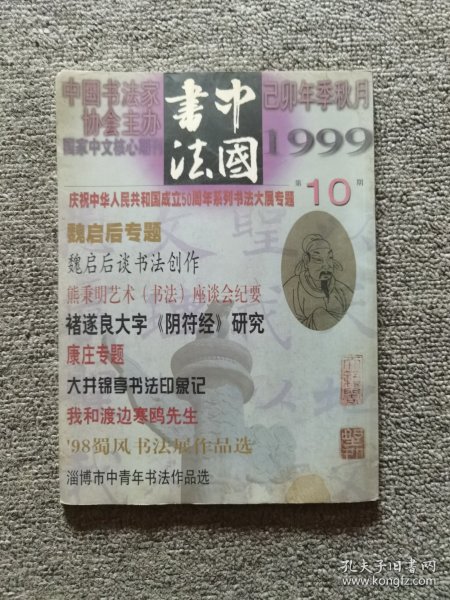 中國书法家
协会主办
国家中文核心期刊
中國
書法
己卯年季秋月
1999
第10期
庆祝中华人民共和国成立50周年系列书法大展专题
魏启后专题
魏启后谈书法创作
熊秉明艺术（书法）座谈会纪要
褚遂良大字《阴符经》研究
康庄专题
大井锦亭书法印象记
我和渡边寒鸥先生
'98蜀风书法展作品选
淄博市中青年书法作品选
孔夫子旧书网
www.kongfz.com